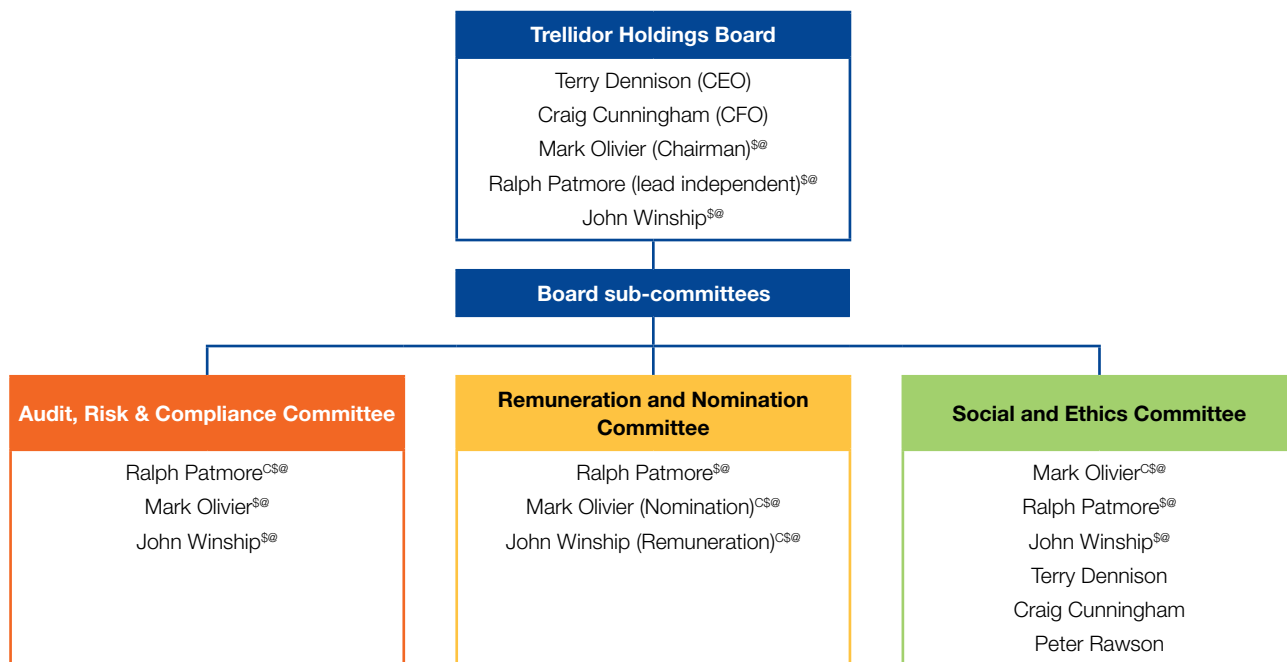 Trellidor Holdings Board
Terry Dennison (CEO)
Craig Cunningham (CFO)
Mark Olivier (Chairman)$@
Ralph Patmore (lead independent)$@
John Winship$@
Board sub-committees
Audit, Risk & Compliance Committee
Ralph PatmoreC$@
Mark Olivier$@
John Winship$@
Remuneration and Nomination
Committee
Ralph Patmore$@
Mark Olivier (Nomination)C$@
John Winship (Remuneration)C$@
Social and Ethics Committee
Mark OlivierC$@
Ralph Patmore$@
John Winship$@
Terry Dennison
Craig Cunningham
Peter Rawson